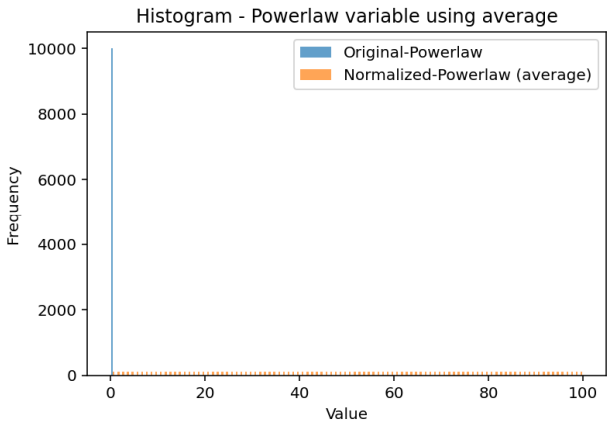 Histogram - Powerlaw variable using average
Original-Powerlaw
Normalized-Powerlaw (average)
Frequency
10000
8000
6000
4000
2000
0
0 20 40 60 80 100
Value